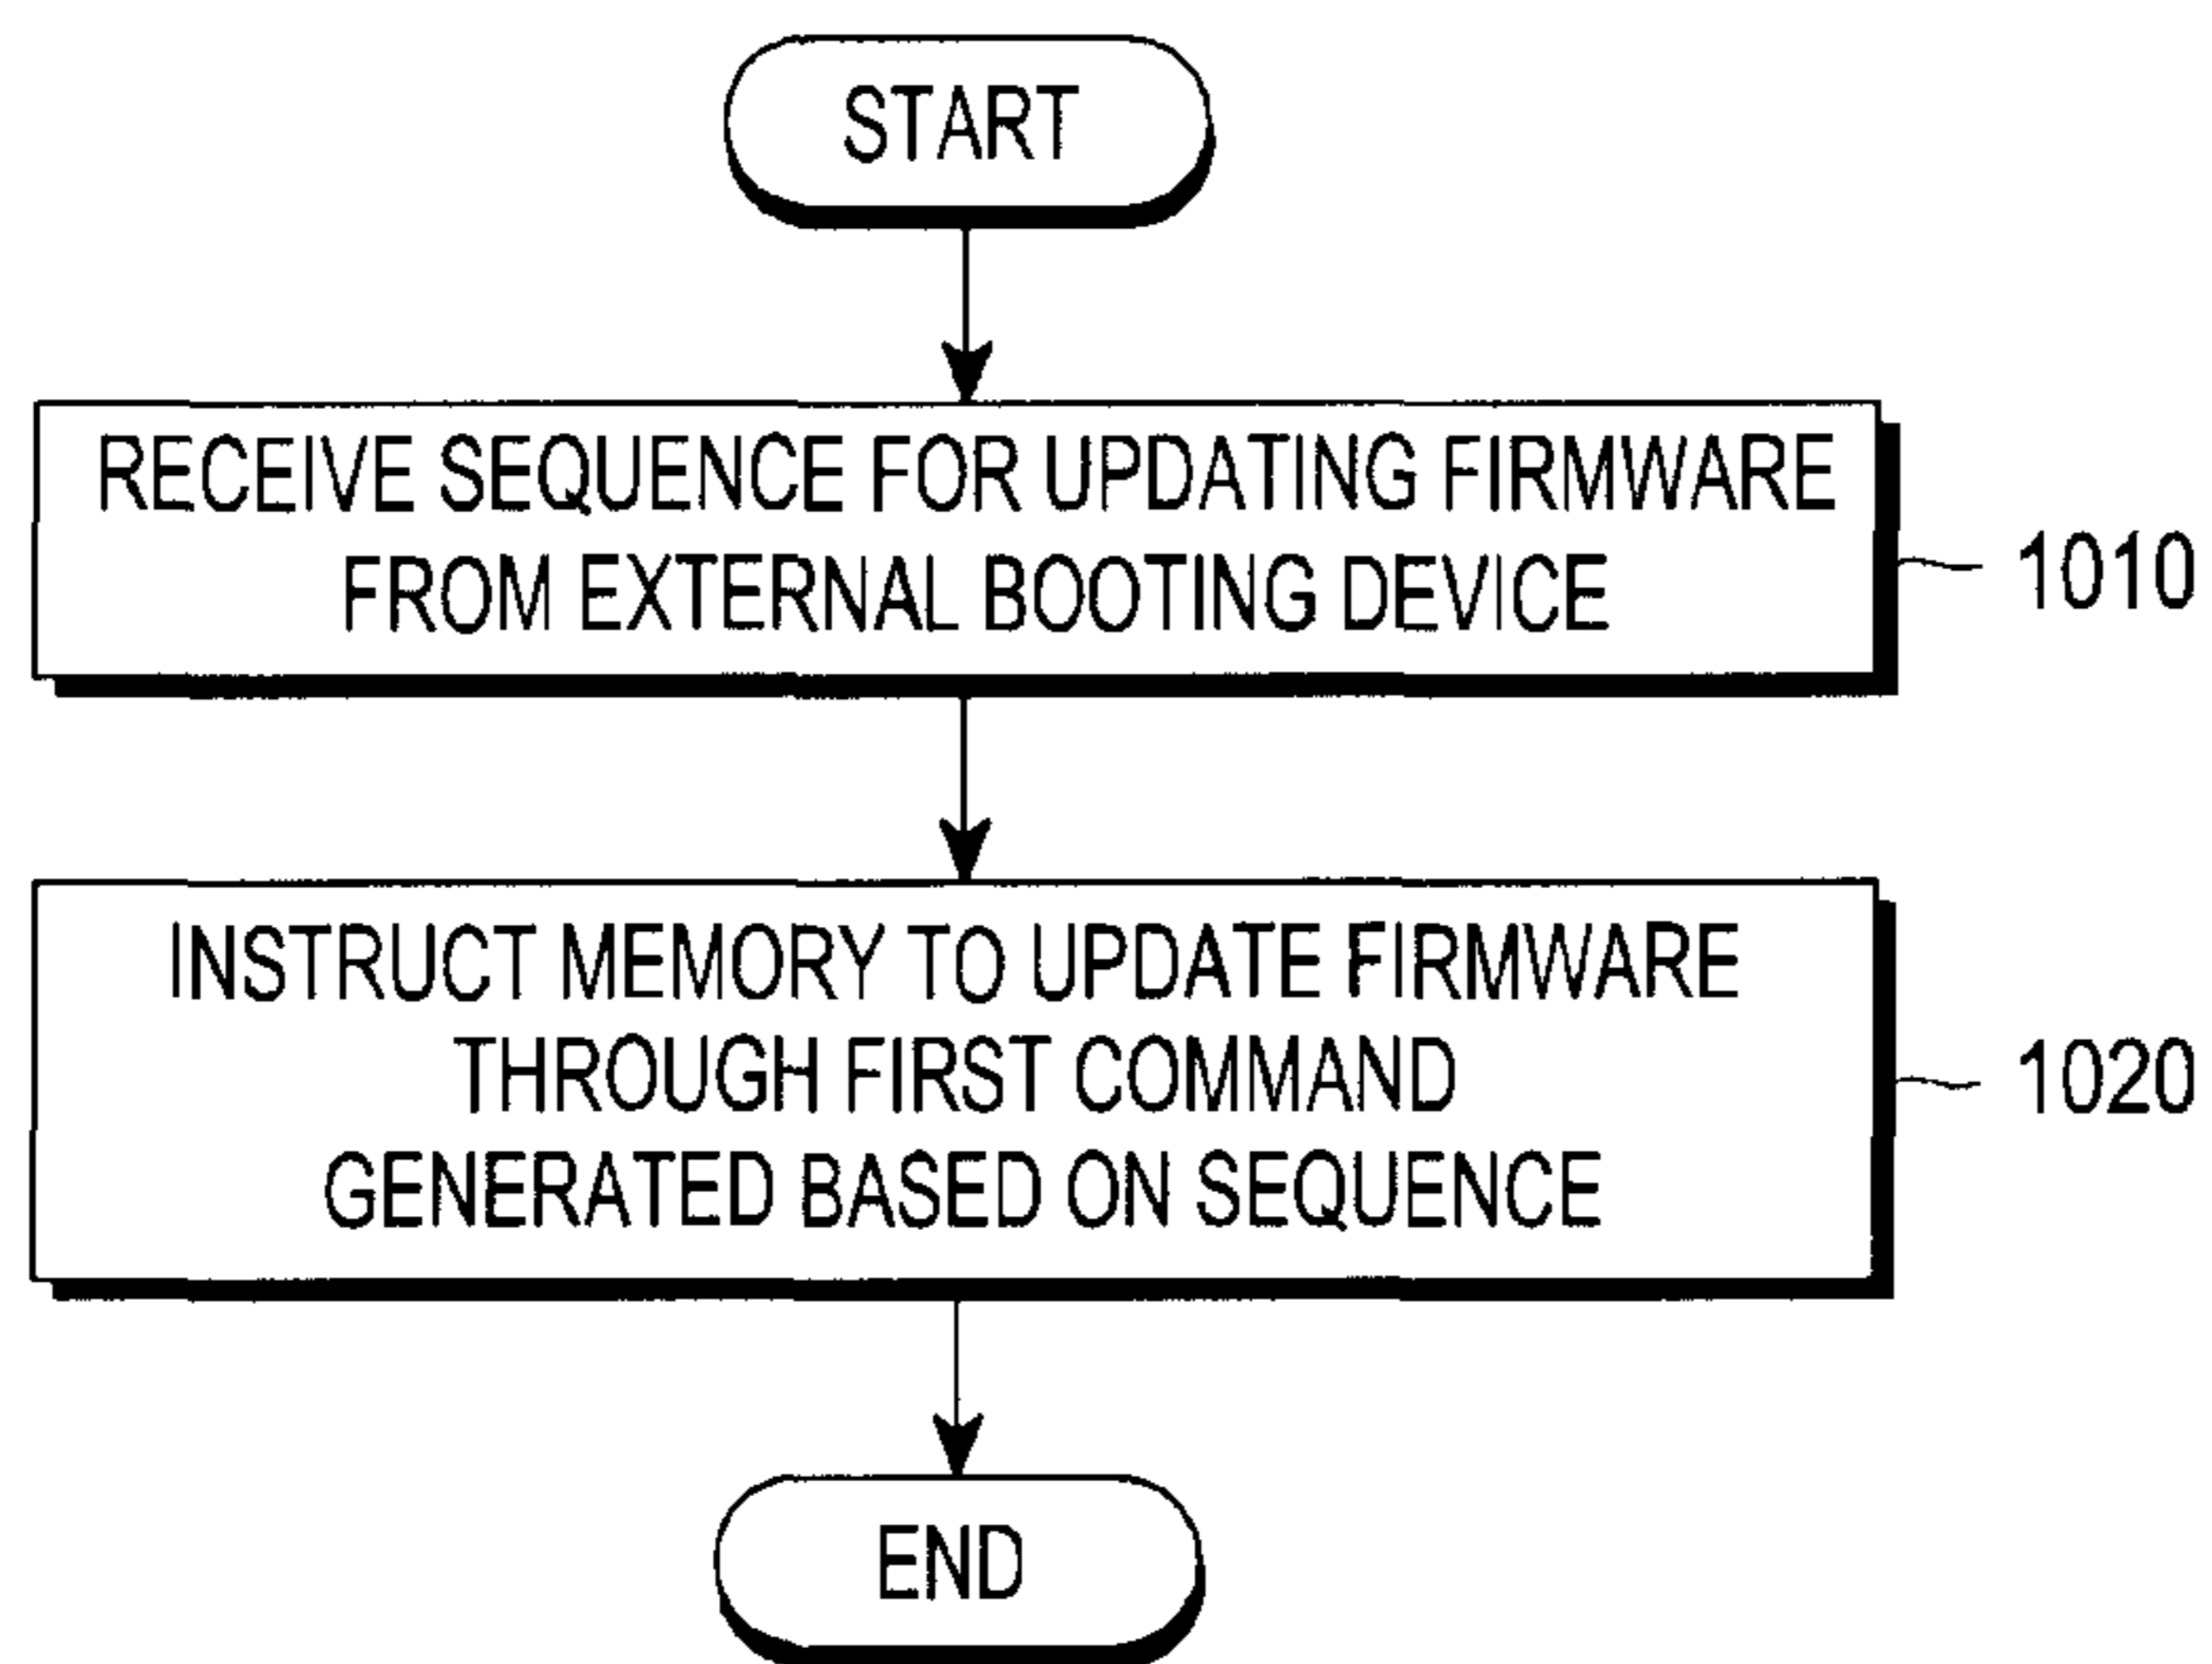 START
RECEIVE SEQUENCE FOR UPDATING FIRMWARE
FROM EXTERNAL BOOTING DEVICE
1010
INSTRUCT MEMORY TO UPDATE FIRMWARE
THROUGH FIRST COMMAND
GENERATED BASED ON SEQUENCE
1020
END